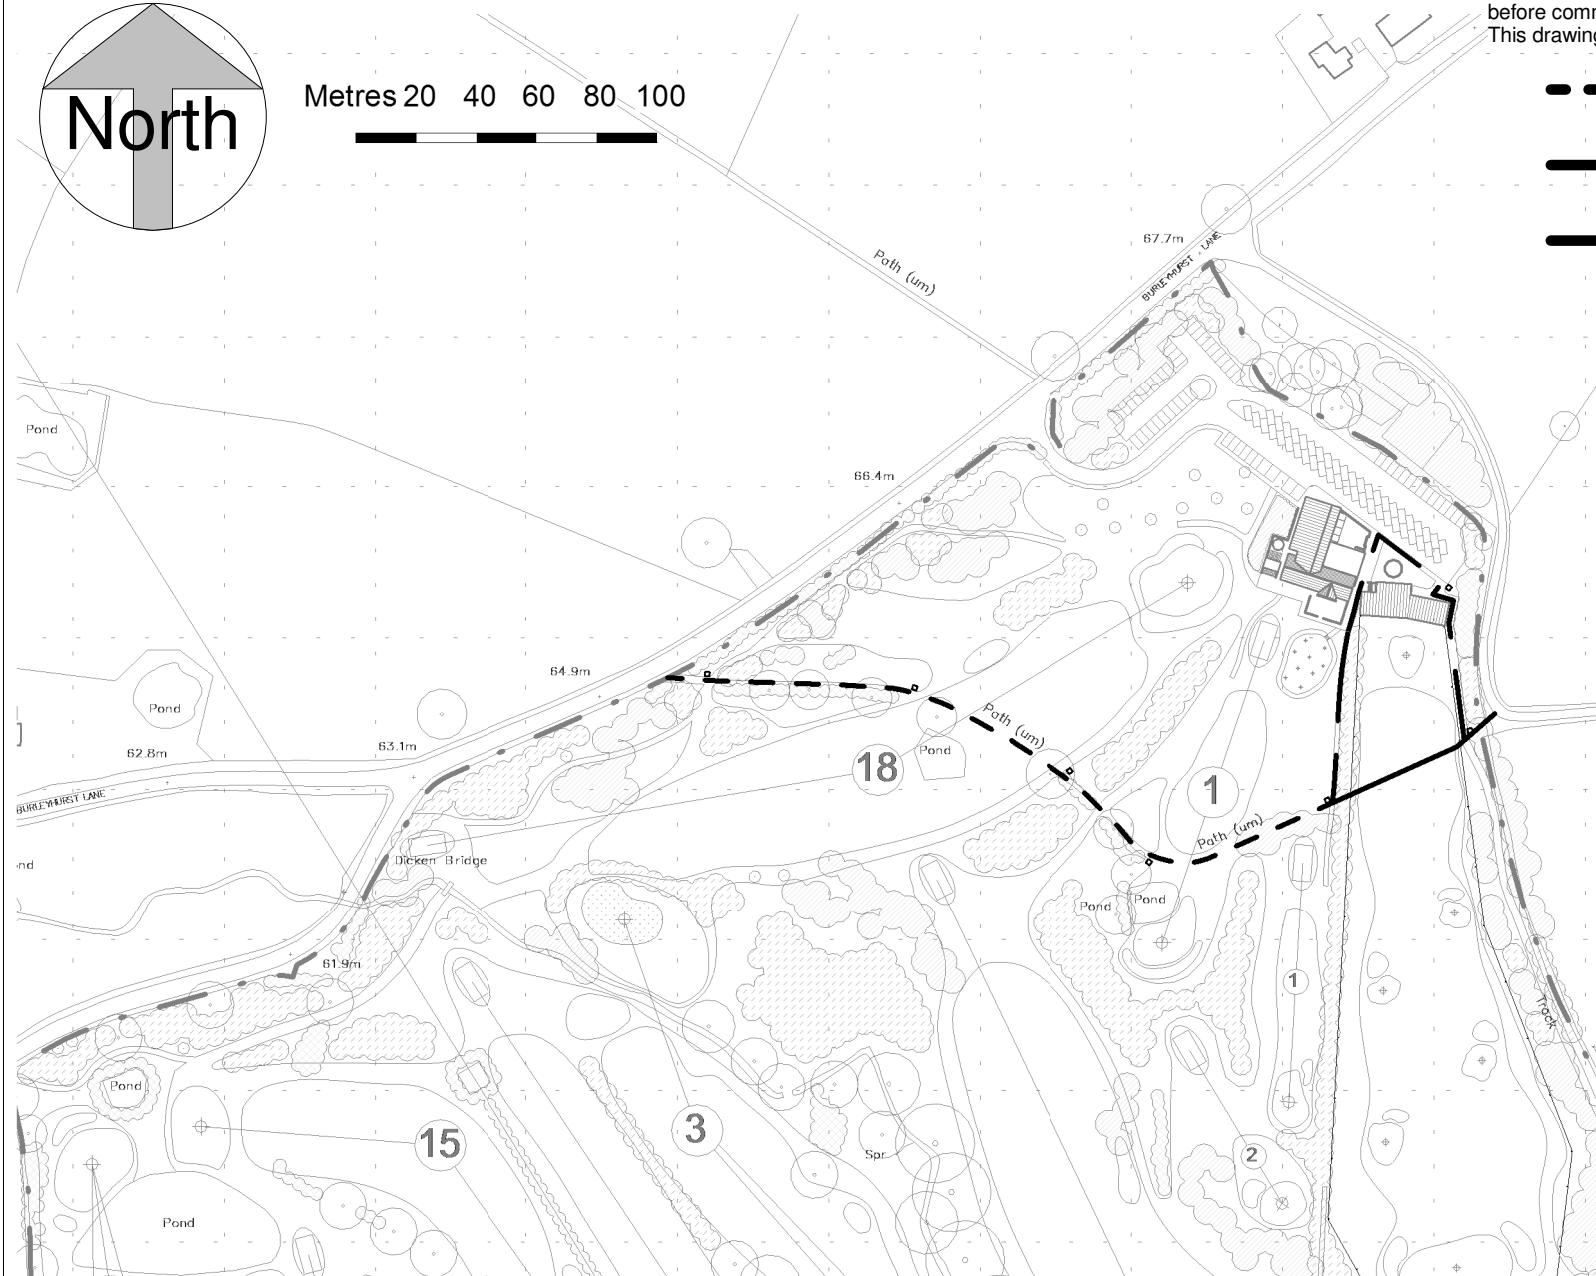 before comm
This drawing
Metres 20 40 60 80 100
North
67.7m
BURLEYHURST LANE
Path (um)
Pond
66.4m
64.9m
Pond
62.8m
63.1m
Path (um)
Pond
18
1
BURLEYHURST LANE
Path (um)
nd
Dicken Bridge
Pond
Pond
61.9m
1
Track
Pond
15
3
Spr
2
Pond